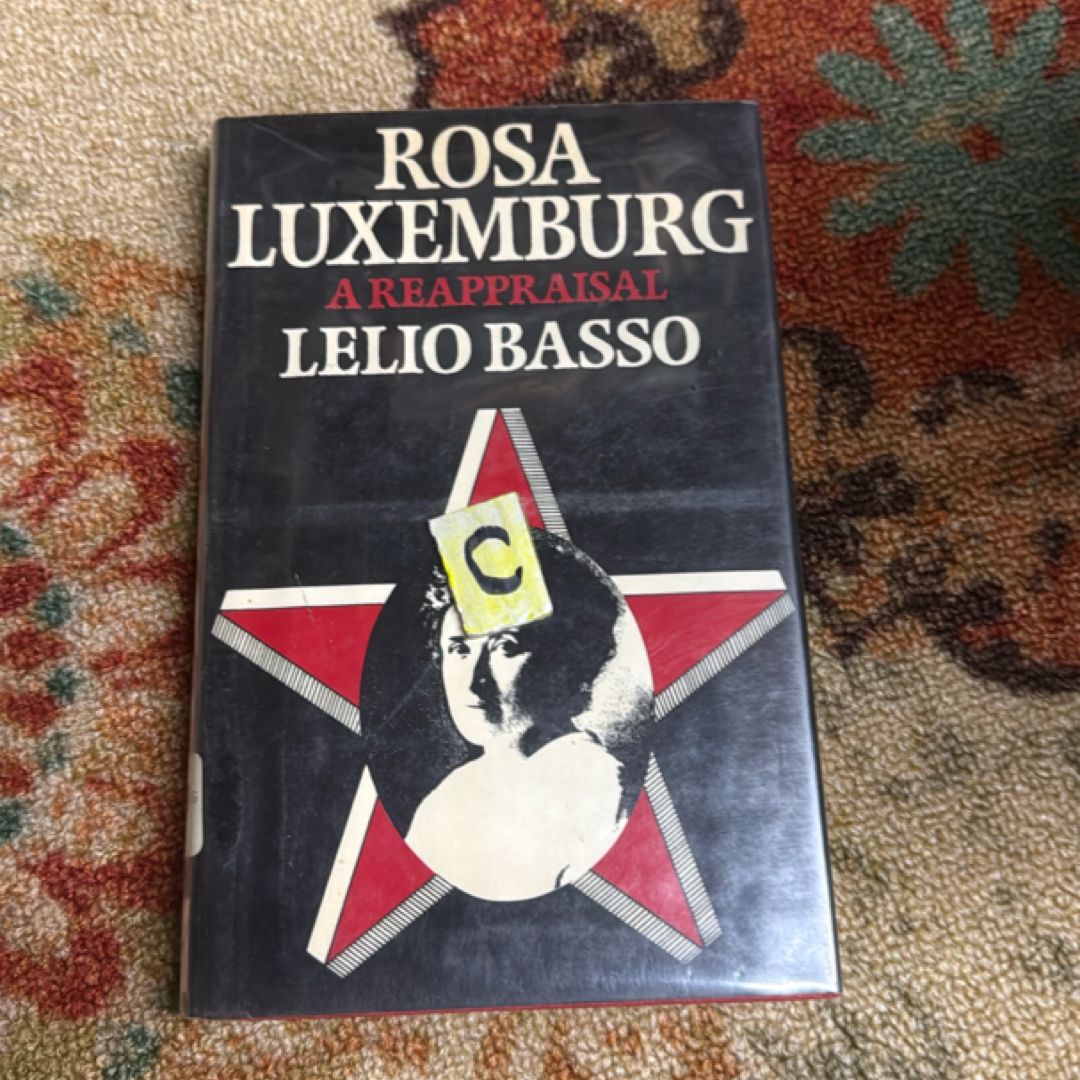 ROSA
LUXEMBURG
A REAPPRAISAL
LELIO BASSO
C